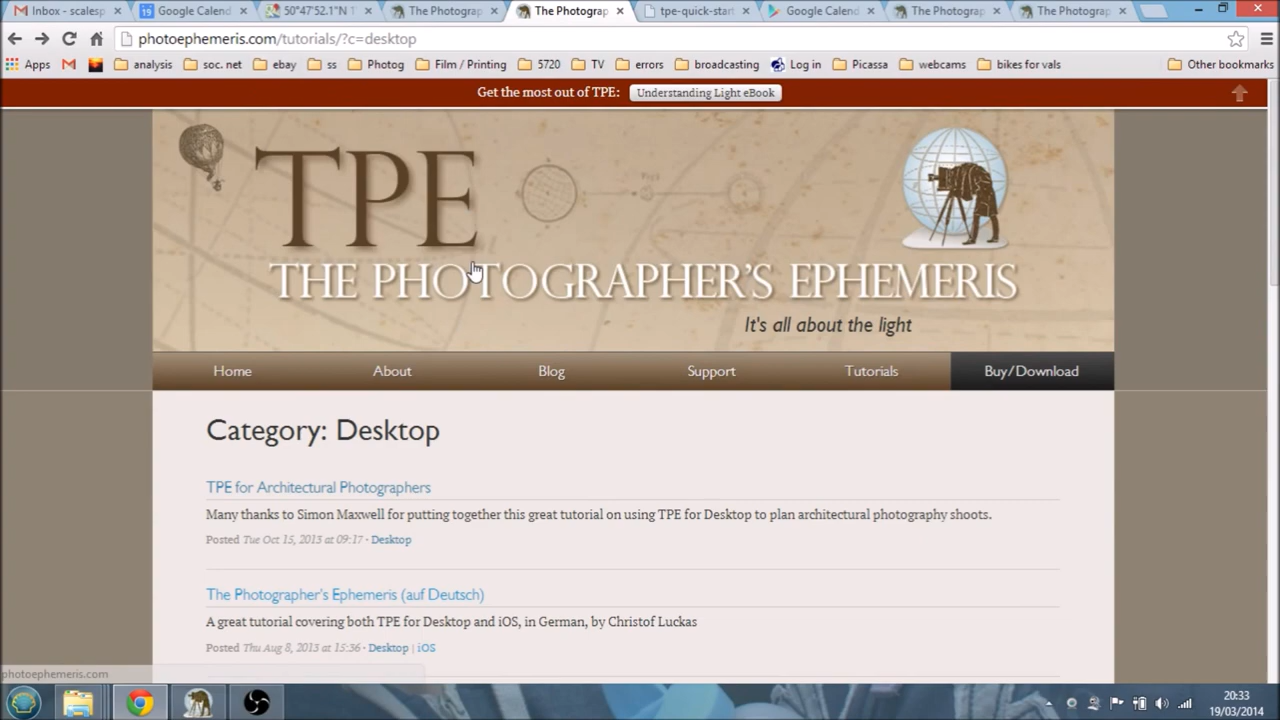 Inbox - scalesp
Google Calend
50°47'52.1"N 1
The Photograp
The Photograp
tpe-quick-start
Google Calend
The Photograp
The Photograp
photoephemeris.com/tutorials/?c=desktop
Apps analysis soc. net ebay ss Photog Film / Printing 5720 TV errors broadcasting Log in Picassa webcams bikes for vals Other bookmarks
Get the most out of TPE: Understanding Light eBook
TPE
THE PHOTOGRAPHER'S EPHEMERIS
It's all about the light
Home About Blog Support Tutorials Buy/Download
Category: Desktop
TPE for Architectural Photographers
Many thanks to Simon Maxwell for putting together this great tutorial on using TPE for Desktop to plan architectural photography shoots.
Posted Tue Oct 15, 2013 at 09:17 · Desktop
The Photographer's Ephemeris (auf Deutsch)
A great tutorial covering both TPE for Desktop and iOS, in German, by Christof Luckas
Posted Thu Aug 8, 2013 at 15:36 · Desktop | iOS
photoephemeris.com
20:33
19/03/2014